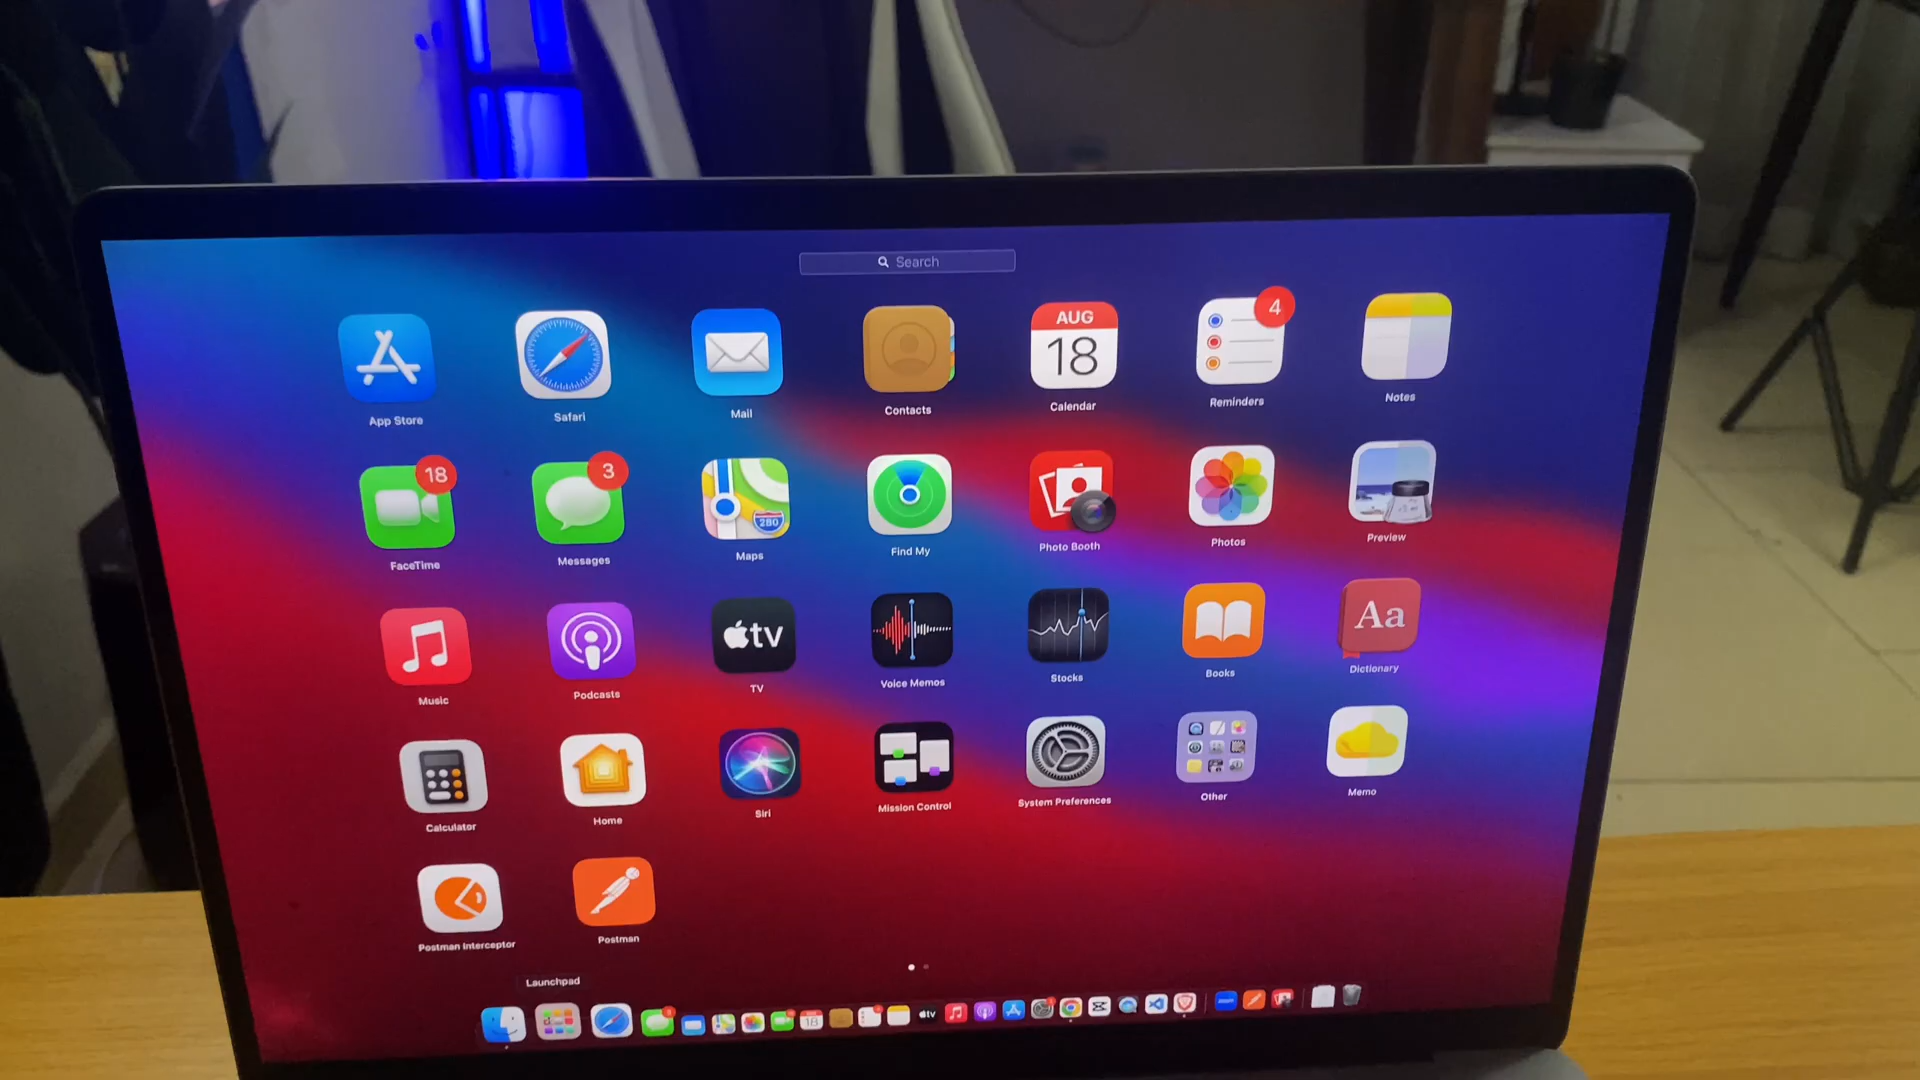 Search
AUG
18
4
App Store
Safari
Mail
Contacts
Calendar
Reminders
Notes
18
3
280
FaceTime
Messages
Maps
Find My
Photo Booth
Photos
Preview
tv
Aa
Music
Podcasts
TV
Voice Memos
Stocks
Books
Dictionary
Calculator
Home
Siri
Mission Control
System Preferences
Other
Memo
Postman Interceptor
Postman
Launchpad
18
tv